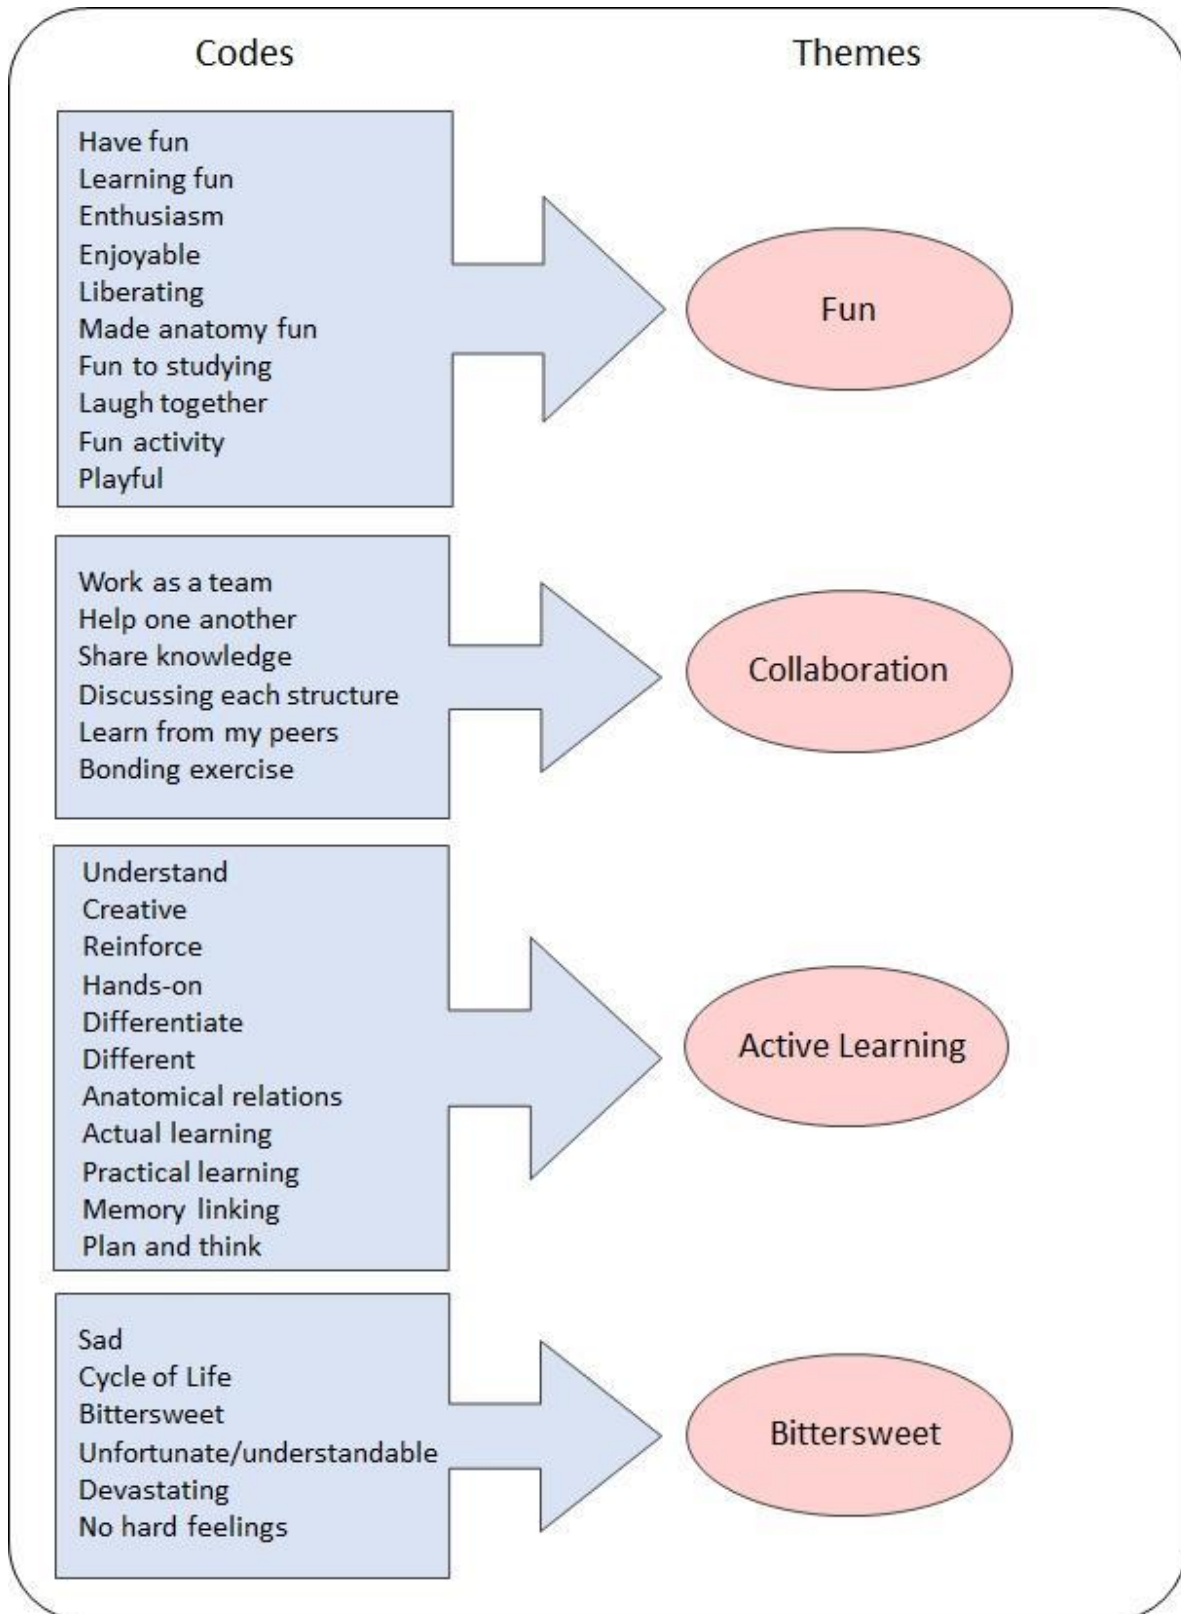 Codes
Themes
Have fun
Learning fun
Enthusiasm
Enjoyable
Liberating
Made anatomy fun
Fun to studying
Laugh together
Fun activity
Playful
Fun
Work as a team
Help one another
Share knowledge
Discussing each structure
Learn from my peers
Bonding exercise
Collaboration
Understand
Creative
Reinforce
Hands-on
Differentiate
Different
Anatomical relations
Actual learning
Practical learning
Memory linking
Plan and think
Active Learning
Sad
Cycle of Life
Bittersweet
Unfortunate/understandable
Devastating
No hard feelings
Bittersweet